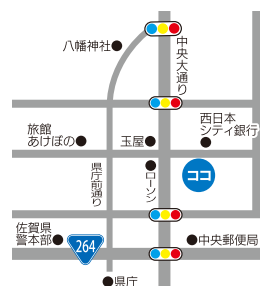 八幡神社
中央大通り
西日本
シティ銀行
旅館
あけぼの
玉屋
県庁前通り
ローソン
ココ
佐賀県
警本部
264
中央郵便局
県庁